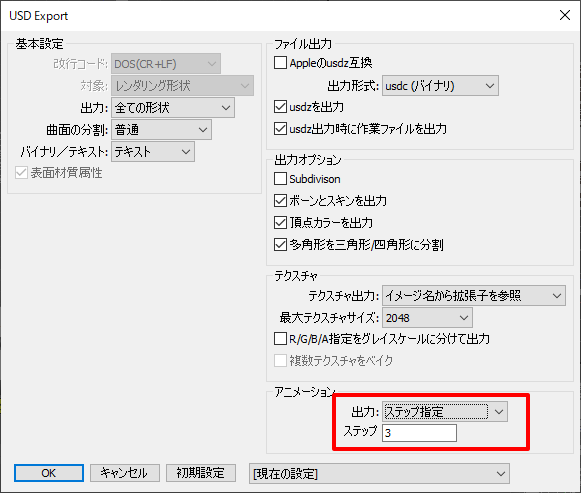 USD Export
基本設定
改行コード: DOS(CR+LF)
対象: レンダリング形状
出力: 全ての形状
曲面の分割: 普通
バイナリ／テキスト: テキスト
表面材質属性
ファイル出力
Appleのusdz互換
出力形式: usdc (バイナリ)
usdzを出力
usdz出力時に作業ファイルを出力
出力オプション
Subdivison
ボーンとスキンを出力
頂点カラーを出力
多角形を三角形/四角形に分割
テクスチャ
テクスチャ出力: イメージ名から拡張子を参照
最大テクスチャサイズ: 2048
R/G/B/A指定をグレイスケールに分けて出力
複数テクスチャをベイク
アニメーション
出力: ステップ指定
ステップ 3
OK キャンセル 初期設定 [現在の設定]